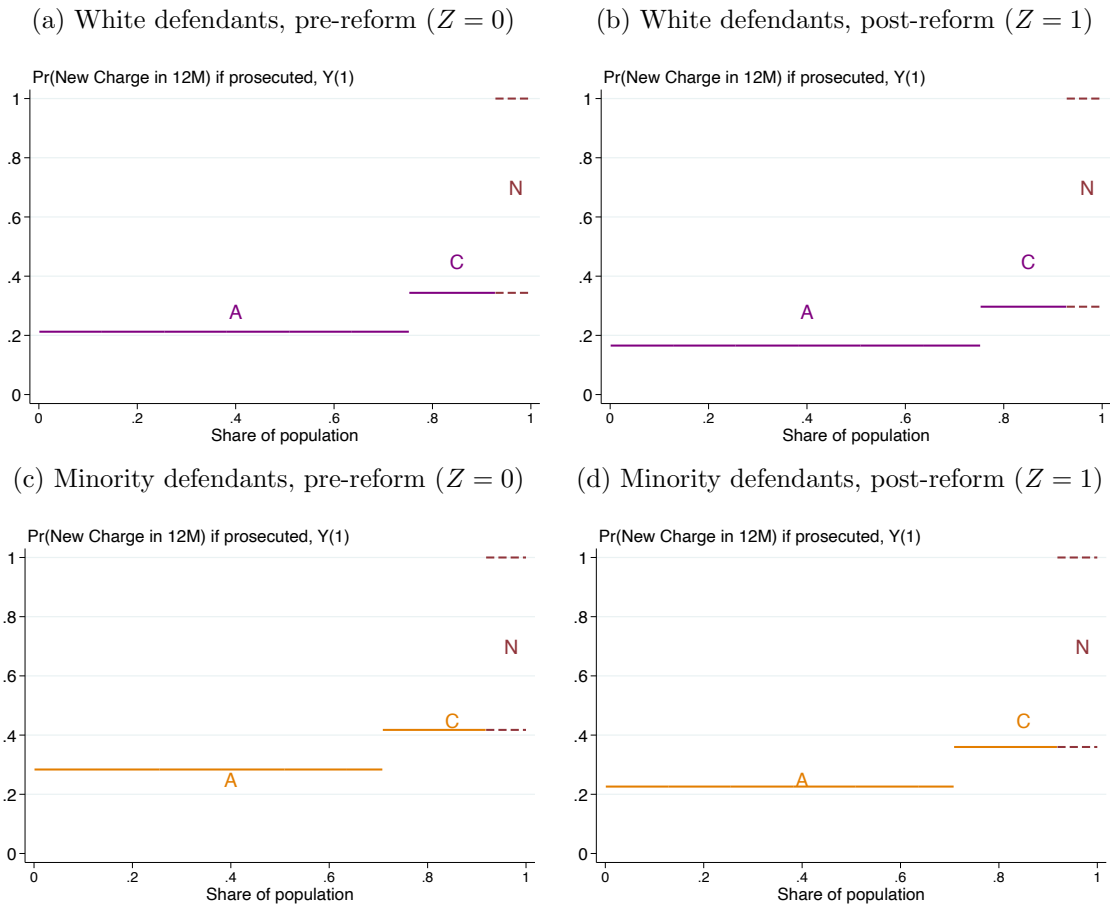 (a) White defendants, pre-reform (Z = 0)
Pr(New Charge in 12M) if prosecuted, Y(1)
1
.8
.6
.4
.2
0
N
C
A
0 .2 .4 .6 .8 1
Share of population
(b) White defendants, post-reform (Z = 1)
Pr(New Charge in 12M) if prosecuted, Y(1)
1
.8
.6
.4
.2
0
N
C
A
0 .2 .4 .6 .8 1
Share of population
(c) Minority defendants, pre-reform (Z = 0)
Pr(New Charge in 12M) if prosecuted, Y(1)
1
.8
.6
.4
.2
0
N
C
A
0 .2 .4 .6 .8 1
Share of population
(d) Minority defendants, post-reform (Z = 1)
Pr(New Charge in 12M) if prosecuted, Y(1)
1
.8
.6
.4
.2
0
N
C
A
0 .2 .4 .6 .8 1
Share of population